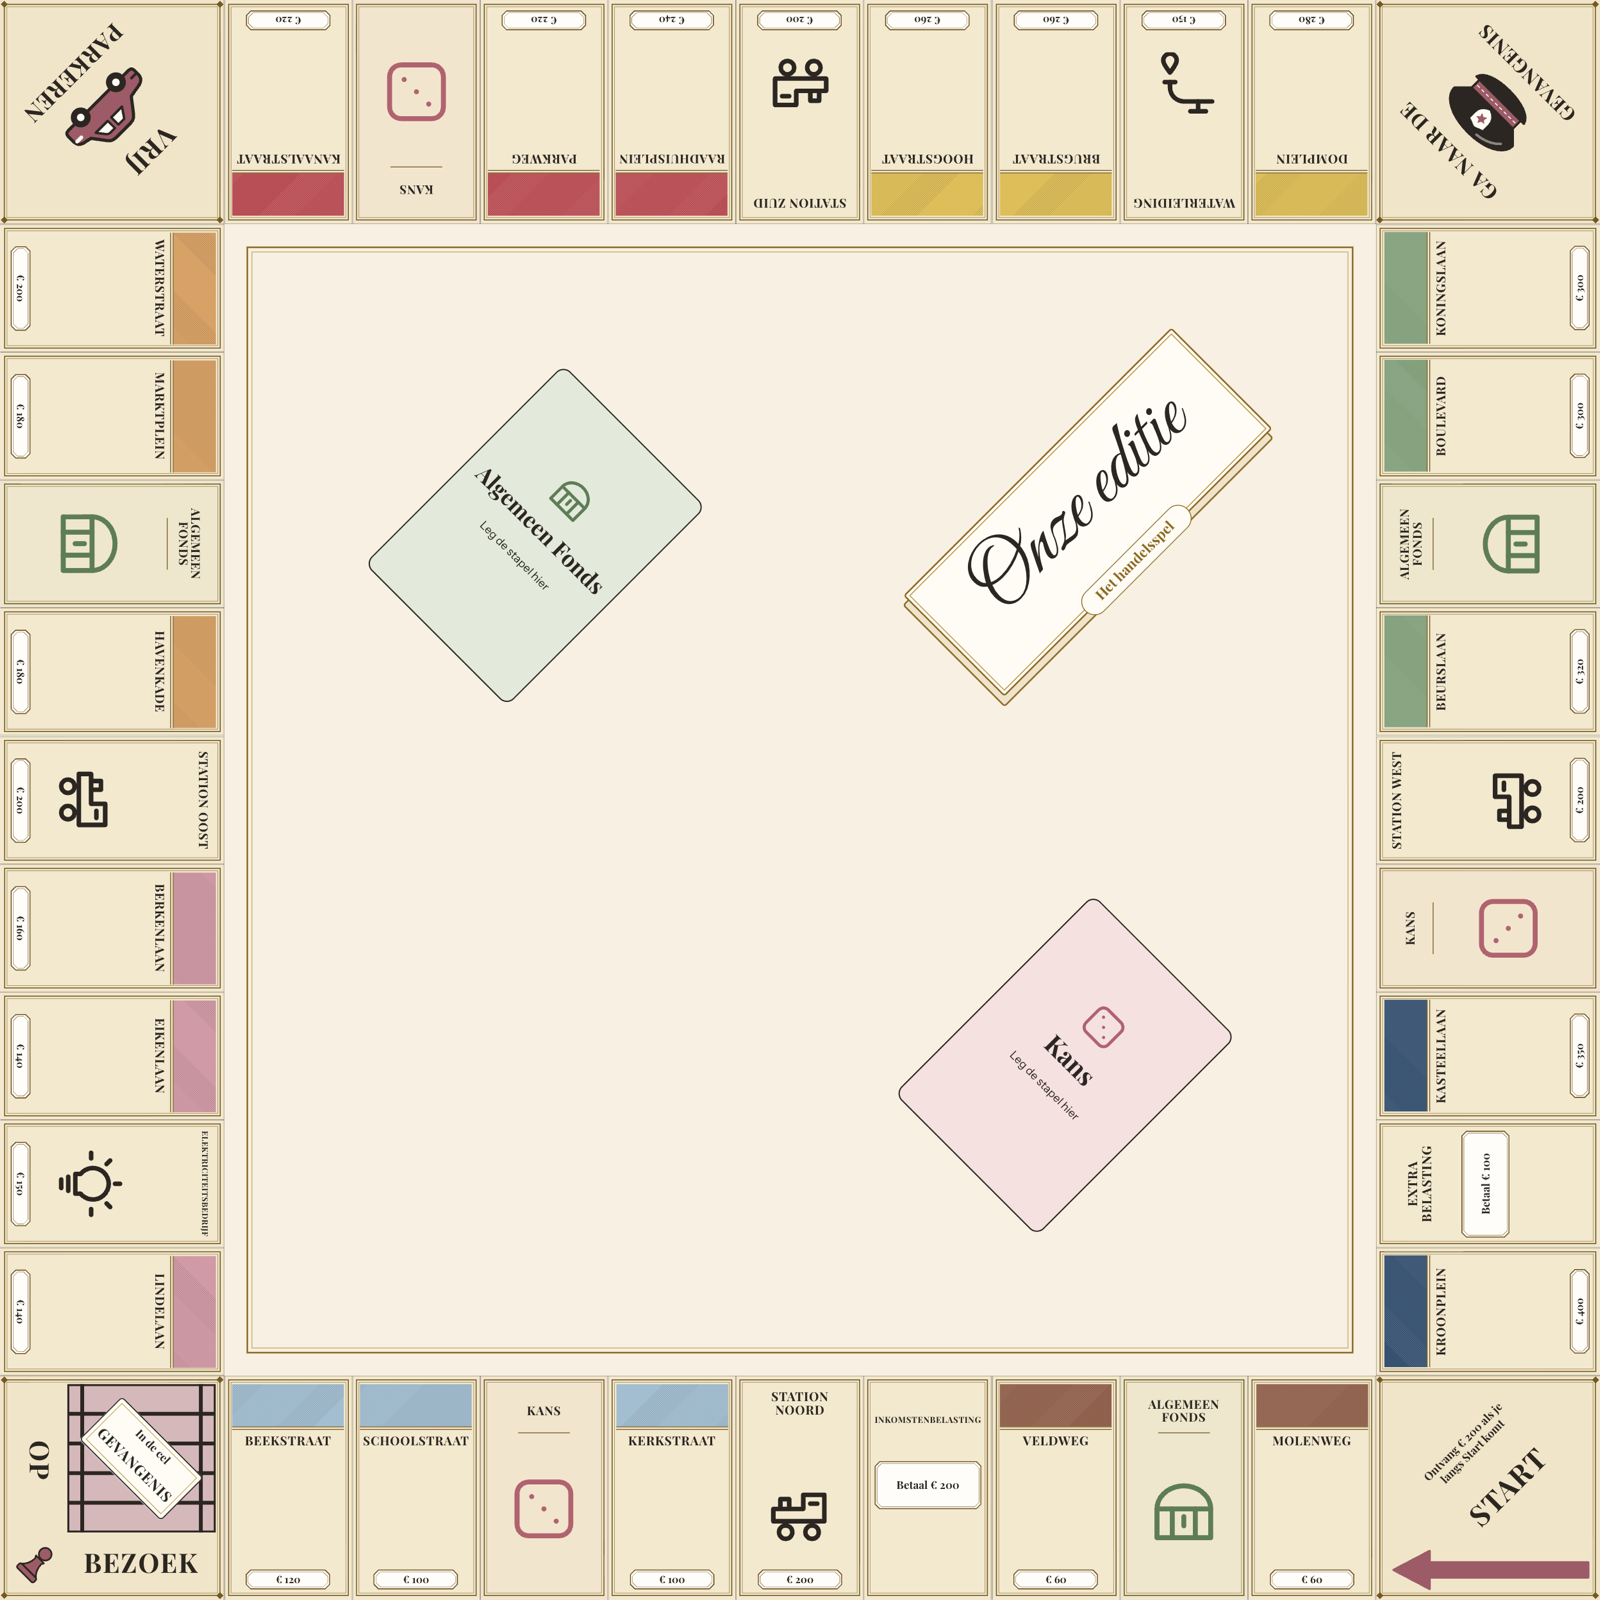 VRIJ
PARKEREN
KANAALSTRAAT
€ 220
KANS
PARKWEG
€ 220
RAADHUISPLEIN
€ 240
STATION ZUID
€ 200
HOOGSTRAAT
€ 260
BRUGSTRAAT
€ 260
WATERLEIDING
€ 150
DOMPLEIN
€ 280
GA NAAR DE
GEVANGENIS
WATERSTRAAT
€ 200
MARKTPLEIN
€ 180
ALGEMEEN
FONDS
HAVENKADE
€ 180
STATION OOST
€ 200
BERKENLAAN
€ 160
EIKENLAAN
€ 140
ELEKTRICITEITSBEDRIJF
€ 150
LINDELAAN
€ 140
Algemeen Fonds
Leg de stapel hier
Onze editie
Het handelsspel
Kans
Leg de stapel hier
KONINGSLAAN
€ 300
BOULEVARD
€ 300
ALGEMEEN
FONDS
BEURSLAAN
€ 320
STATION WEST
€ 200
KANS
KASTEELLAAN
€ 350
EXTRA
BELASTING
Betaal € 100
KROONPLEIN
€ 400
In de cel
GEVANGENIS
OP
BEZOEK
BEEKSTRAAT
€ 120
SCHOOLSTRAAT
€ 100
KANS
KERKSTRAAT
€ 100
STATION
NOORD
€ 200
INKOMSTENBELASTING
Betaal € 200
VELDWEG
€ 60
ALGEMEEN
FONDS
MOLENWEG
€ 60
Ontvang € 200 als je
langs Start komt
START